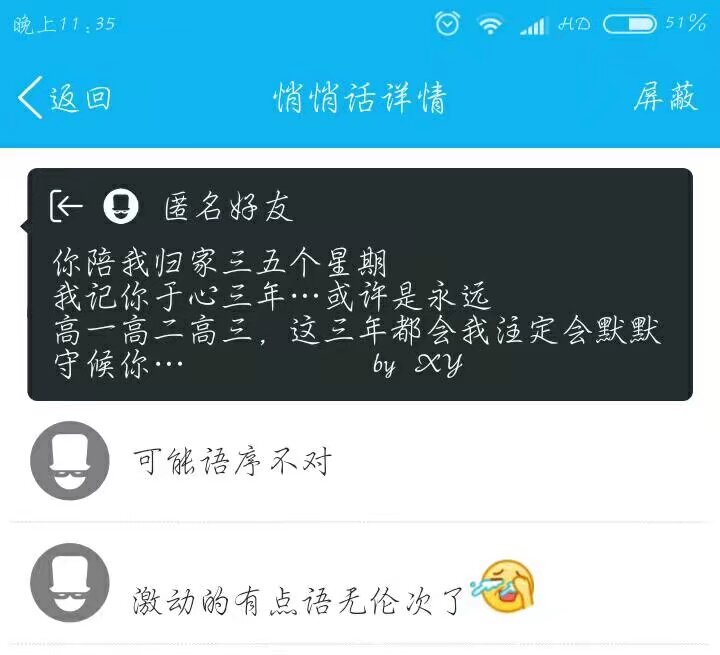 晚上11:35
HD
51%
返回
悄悄话详情
屏蔽
匿名好友
你陪我归家三五个星期
我记你于心三年…或许是永远
高一高二高三，这三年都会我注定会默默
守候你… by XY
可能语序不对
激动的有点语无伦次了